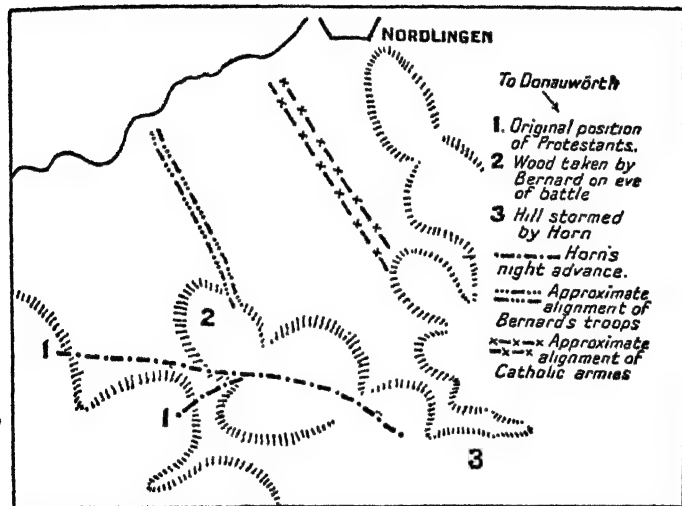 NORDLINGEN
To Donauwörth
1. Original position
of Protestants.
2 Wood taken by
Bernard on eve
of battle
3 Hill stormed
by Horn
Horn's
night advance.
Approximate
alignment of
Bernard's troops
Approximate
alignment of
Catholic armies
2
1
1
3